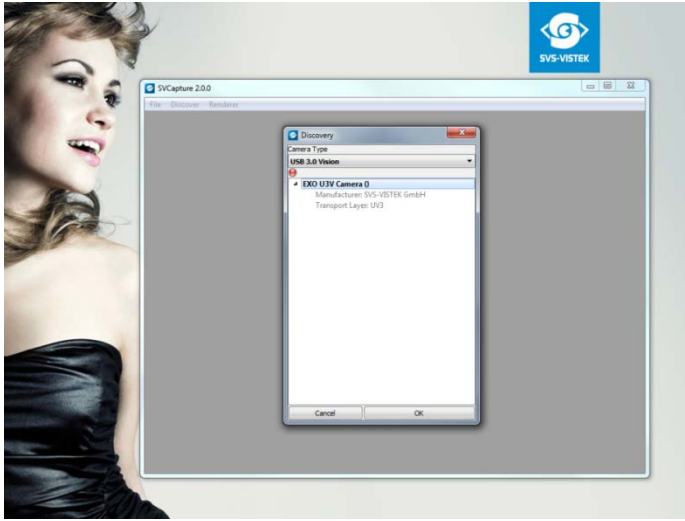 SVS-VISTEK
SVCapture 2.0.0
File Discover Renderer
Discovery
Camera Type
USB 3.0 Vision
EXO U3V Camera ()
Manufacturer: SVS-VISTEK GmbH
Transport Layer: UV3
Cancel OK